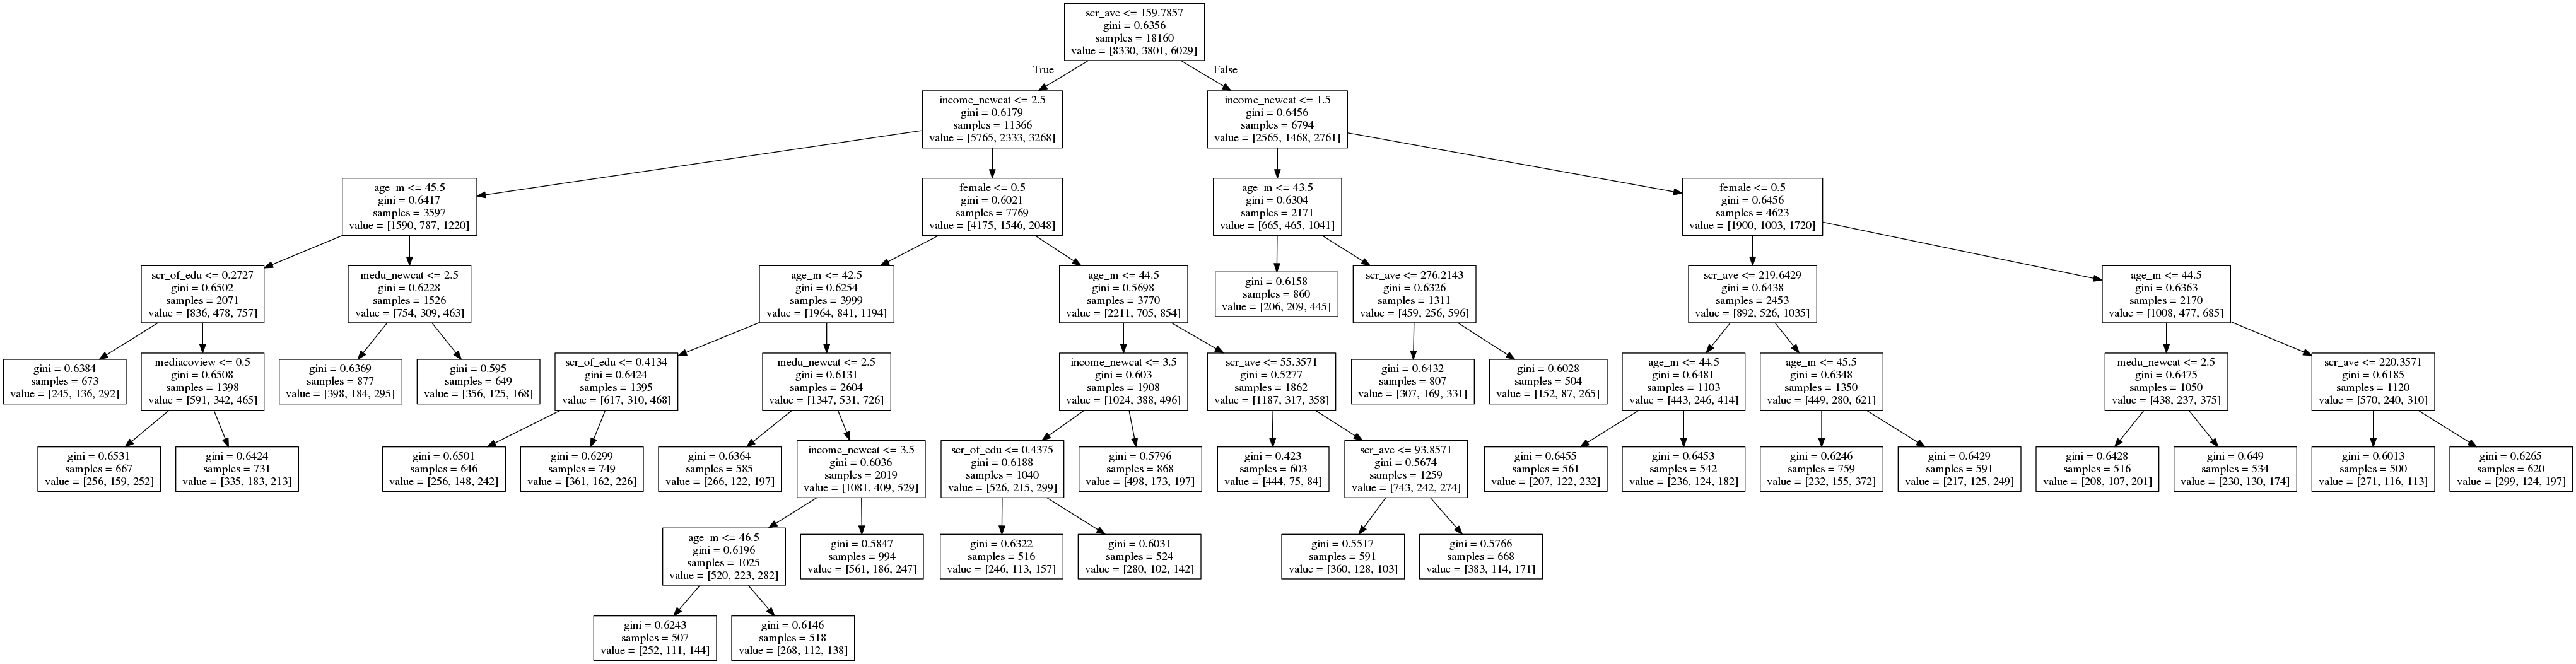 scr_ave <= 159.7857
gini = 0.6356
samples = 18160
value = [8330, 3801, 6029]
True
False
income_newcat <= 2.5
gini = 0.6179
samples = 11366
value = [5765, 2333, 3268]
income_newcat <= 1.5
gini = 0.6456
samples = 6794
value = [2565, 1468, 2761]
age_m <= 45.5
gini = 0.6417
samples = 3597
value = [1590, 787, 1220]
female <= 0.5
gini = 0.6021
samples = 7769
value = [4175, 1546, 2048]
age_m <= 43.5
gini = 0.6304
samples = 2171
value = [665, 465, 1041]
female <= 0.5
gini = 0.6456
samples = 4623
value = [1900, 1003, 1720]
scr_of_edu <= 0.2727
gini = 0.6502
samples = 2071
value = [836, 478, 757]
medu_newcat <= 2.5
gini = 0.6228
samples = 1526
value = [754, 309, 463]
age_m <= 42.5
gini = 0.6254
samples = 3999
value = [1964, 841, 1194]
age_m <= 44.5
gini = 0.5698
samples = 3770
value = [2211, 705, 854]
gini = 0.6158
samples = 860
value = [206, 209, 445]
scr_ave <= 276.2143
gini = 0.6326
samples = 1311
value = [459, 256, 596]
scr_ave <= 219.6429
gini = 0.6438
samples = 2453
value = [892, 526, 1035]
age_m <= 44.5
gini = 0.6363
samples = 2170
value = [1008, 477, 685]
gini = 0.6384
samples = 673
value = [245, 136, 292]
mediacoview <= 0.5
gini = 0.6508
samples = 1398
value = [591, 342, 465]
gini = 0.6369
samples = 877
value = [398, 184, 295]
gini = 0.595
samples = 649
value = [356, 125, 168]
scr_of_edu <= 0.4134
gini = 0.6424
samples = 1395
value = [617, 310, 468]
medu_newcat <= 2.5
gini = 0.6131
samples = 2604
value = [1347, 531, 726]
income_newcat <= 3.5
gini = 0.603
samples = 1908
value = [1024, 388, 496]
scr_ave <= 55.3571
gini = 0.5277
samples = 1862
value = [1187, 317, 358]
gini = 0.6432
samples = 807
value = [307, 169, 331]
gini = 0.6028
samples = 504
value = [152, 87, 265]
age_m <= 44.5
gini = 0.6481
samples = 1103
value = [443, 246, 414]
age_m <= 45.5
gini = 0.6348
samples = 1350
value = [449, 280, 621]
medu_newcat <= 2.5
gini = 0.6475
samples = 1050
value = [438, 237, 375]
scr_ave <= 220.3571
gini = 0.6185
samples = 1120
value = [570, 240, 310]
gini = 0.6531
samples = 667
value = [256, 159, 252]
gini = 0.6424
samples = 731
value = [335, 183, 213]
gini = 0.6501
samples = 646
value = [256, 148, 242]
gini = 0.6299
samples = 749
value = [361, 162, 226]
gini = 0.6364
samples = 585
value = [266, 122, 197]
income_newcat <= 3.5
gini = 0.6036
samples = 2019
value = [1081, 409, 529]
scr_of_edu <= 0.4375
gini = 0.6188
samples = 1040
value = [526, 215, 299]
gini = 0.5796
samples = 868
value = [498, 173, 197]
gini = 0.423
samples = 603
value = [444, 75, 84]
scr_ave <= 93.8571
gini = 0.5674
samples = 1259
value = [743, 242, 274]
gini = 0.6455
samples = 561
value = [207, 122, 232]
gini = 0.6453
samples = 542
value = [236, 124, 182]
gini = 0.6246
samples = 759
value = [232, 155, 372]
gini = 0.6429
samples = 591
value = [217, 125, 249]
gini = 0.6428
samples = 516
value = [208, 107, 201]
gini = 0.649
samples = 534
value = [230, 130, 174]
gini = 0.6013
samples = 500
value = [271, 116, 113]
gini = 0.6265
samples = 620
value = [299, 124, 197]
age_m <= 46.5
gini = 0.6196
samples = 1025
value = [520, 223, 282]
gini = 0.5847
samples = 994
value = [561, 186, 247]
gini = 0.6322
samples = 516
value = [246, 113, 157]
gini = 0.6031
samples = 524
value = [280, 102, 142]
gini = 0.5517
samples = 591
value = [360, 128, 103]
gini = 0.5766
samples = 668
value = [383, 114, 171]
gini = 0.6243
samples = 507
value = [252, 111, 144]
gini = 0.6146
samples = 518
value = [268, 112, 138]